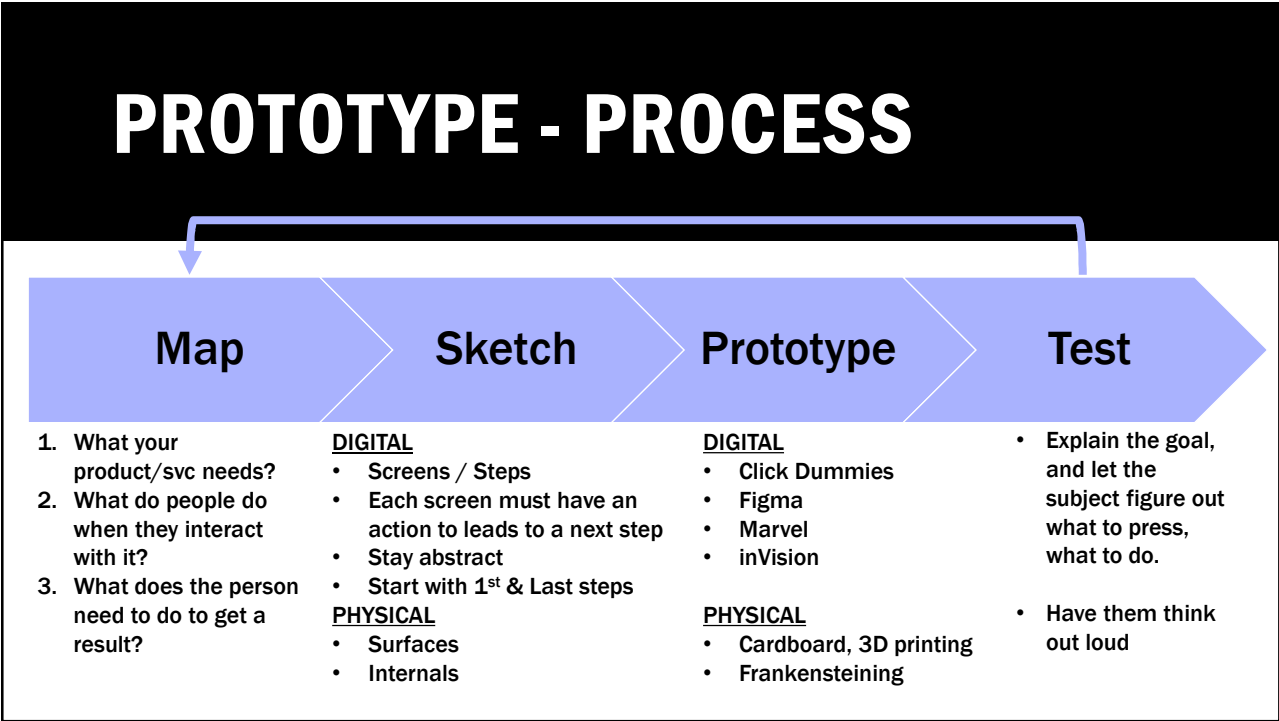 PROTOTYPE - PROCESS
Map
Sketch
Prototype
Test
1. What your
product/svc needs?
2. What do people do
when they interact
with it?
3. What does the person
need to do to get a
result?
DIGITAL
• Screens / Steps
• Each screen must have an
action to leads to a next step
• Stay abstract
• Start with 1st & Last steps
PHYSICAL
• Surfaces
• Internals
DIGITAL
• Click Dummies
• Figma
• Marvel
• inVision
PHYSICAL
• Cardboard, 3D printing
• Frankensteining
• Explain the goal,
and let the
subject figure out
what to press,
what to do.
• Have them think
out loud